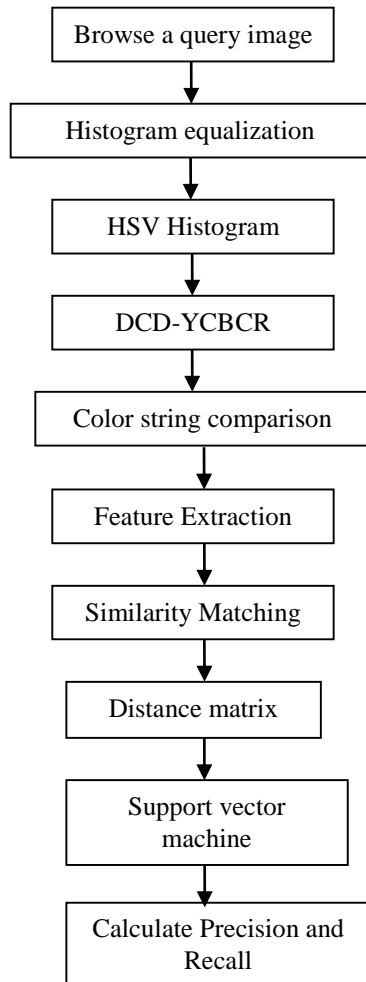 Browse a query image
Histogram equalization
HSV Histogram
DCD-YCBCR
Color string comparison
Feature Extraction
Similarity Matching
Distance matrix
Support vector
machine
Calculate Precision and
Recall